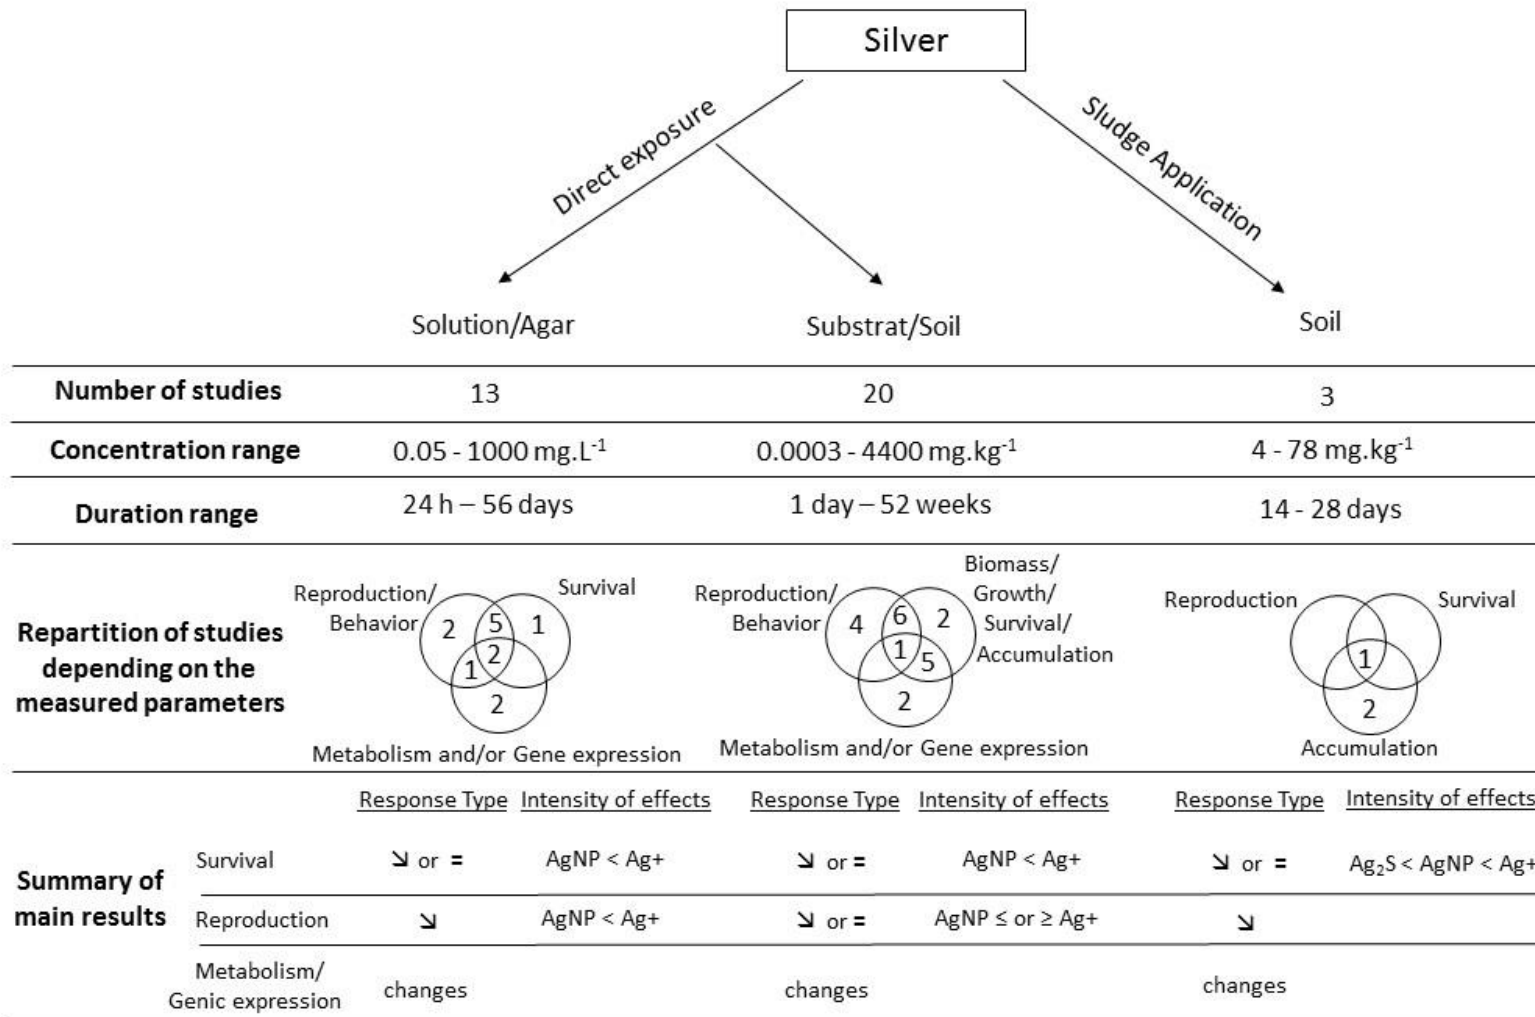 Silver
Direct exposure
Sludge Application
Solution/Agar
Substrat/Soil
Soil
Number of studies
13
20
3
Concentration range
0.05 - 1000 mg.L-1
0.0003 - 4400 mg.kg-1
4 - 78 mg.kg-1
Duration range
24 h – 56 days
1 day – 52 weeks
14 - 28 days
Repartition of studies
depending on the
measured parameters
Reproduction/
Behavior
Survival
2
5
1
2
1
2
Metabolism and/or Gene expression
Reproduction/
Behavior
Biomass/
Growth/
Survival/
Accumulation
4
6
2
1
5
2
Metabolism and/or Gene expression
Reproduction
Survival
1
2
Accumulation
Summary of
main results
Response Type
Intensity of effects
Response Type
Intensity of effects
Response Type
Intensity of effects
Survival
↘ or =
AgNP < Ag+
↘ or =
AgNP < Ag+
↘ or =
Ag2S < AgNP < Ag+
Reproduction
↘
AgNP < Ag+
↘ or =
AgNP ≤ or ≥ Ag+
↘
Metabolism/
Genic expression
changes
changes
changes